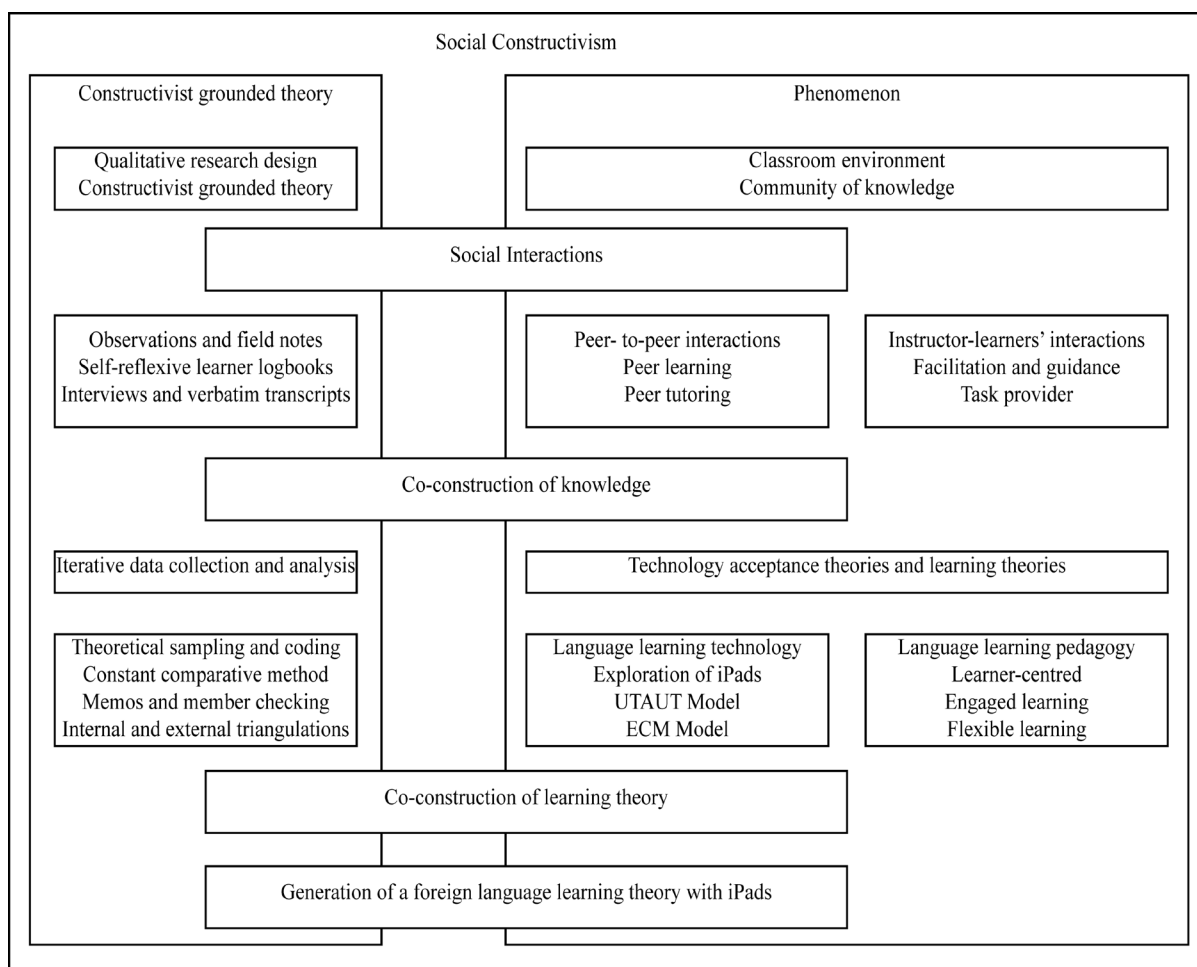 Social Constructivism
Constructivist grounded theory
Phenomenon
Qualitative research design
Constructivist grounded theory
Classroom environment
Community of knowledge
Social Interactions
Observations and field notes
Self-reflexive learner logbooks
Interviews and verbatim transcripts
Peer- to-peer interactions
Peer learning
Peer tutoring
Instructor-learners’ interactions
Facilitation and guidance
Task provider
Co-construction of knowledge
Iterative data collection and analysis
Technology acceptance theories and learning theories
Theoretical sampling and coding
Constant comparative method
Memos and member checking
Internal and external triangulations
Language learning technology
Exploration of iPads
UTAUT Model
ECM Model
Language learning pedagogy
Learner-centred
Engaged learning
Flexible learning
Co-construction of learning theory
Generation of a foreign language learning theory with iPads